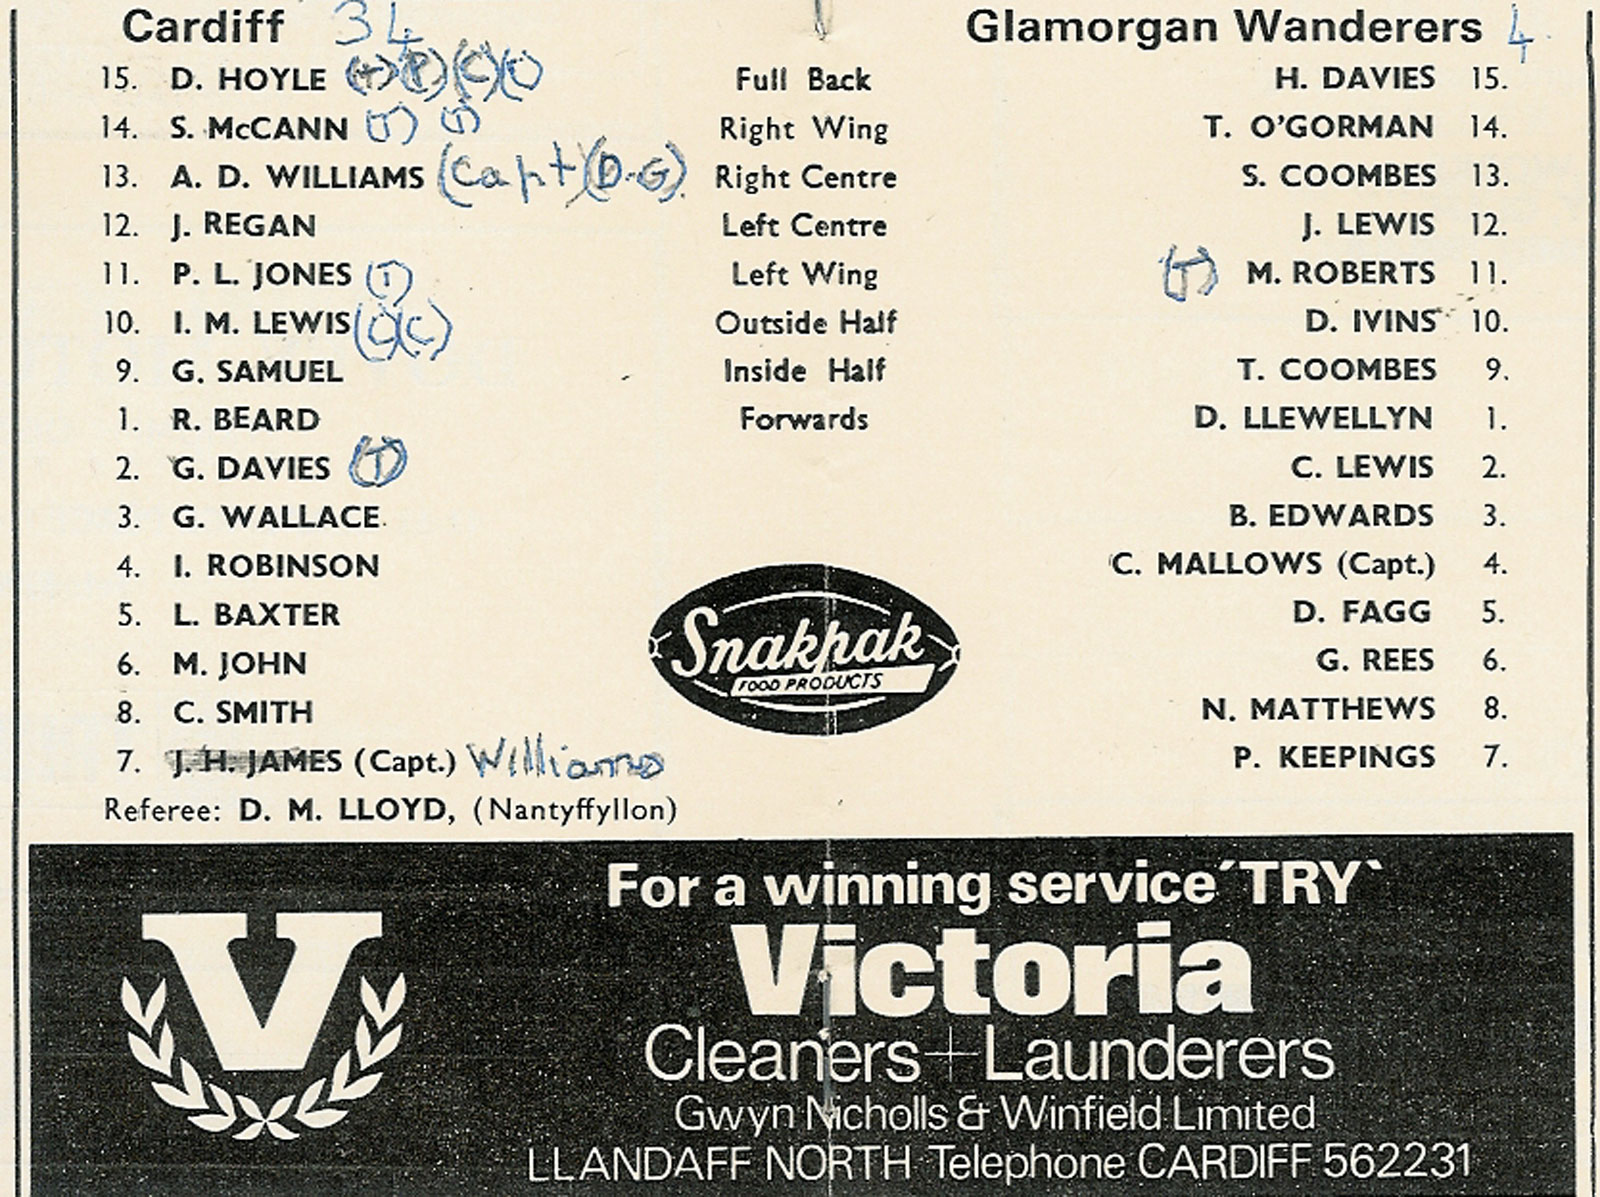 Cardiff 34 Glamorgan Wanderers 4
15. D. HOYLE (T) (P) (C) (C) Full Back H. DAVIES 15.
14. S. McCANN (T) (T) Right Wing T. O'GORMAN 14.
13. A. D. WILLIAMS (Capt) (D-G) Right Centre S. COOMBES 13.
12. J. REGAN Left Centre J. LEWIS 12.
11. P. L. JONES (T) Left Wing (T) M. ROBERTS 11.
10. I. M. LEWIS (C) (C) Outside Half D. IVINS 10.
9. G. SAMUEL Inside Half T. COOMBES 9.
1. R. BEARD Forwards D. LLEWELLYN 1.
2. G. DAVIES (T) C. LEWIS 2.
3. G. WALLACE B. EDWARDS 3.
4. I. ROBINSON C. MALLOWS (Capt.) 4.
5. L. BAXTER D. FAGG 5.
6. M. JOHN G. REES 6.
8. C. SMITH N. MATTHEWS 8.
7. J. H. JAMES (Capt.) Williams P. KEEPINGS 7.
Referee: D. M. LLOYD, (Nantyffyllon)
Snakpak
FOOD PRODUCTS
V
For a winning service 'TRY'
Victoria
Cleaners+Launderers
Gwyn Nicholls & Winfield Limited
LLANDAFF NORTH Telephone CARDIFF 562231